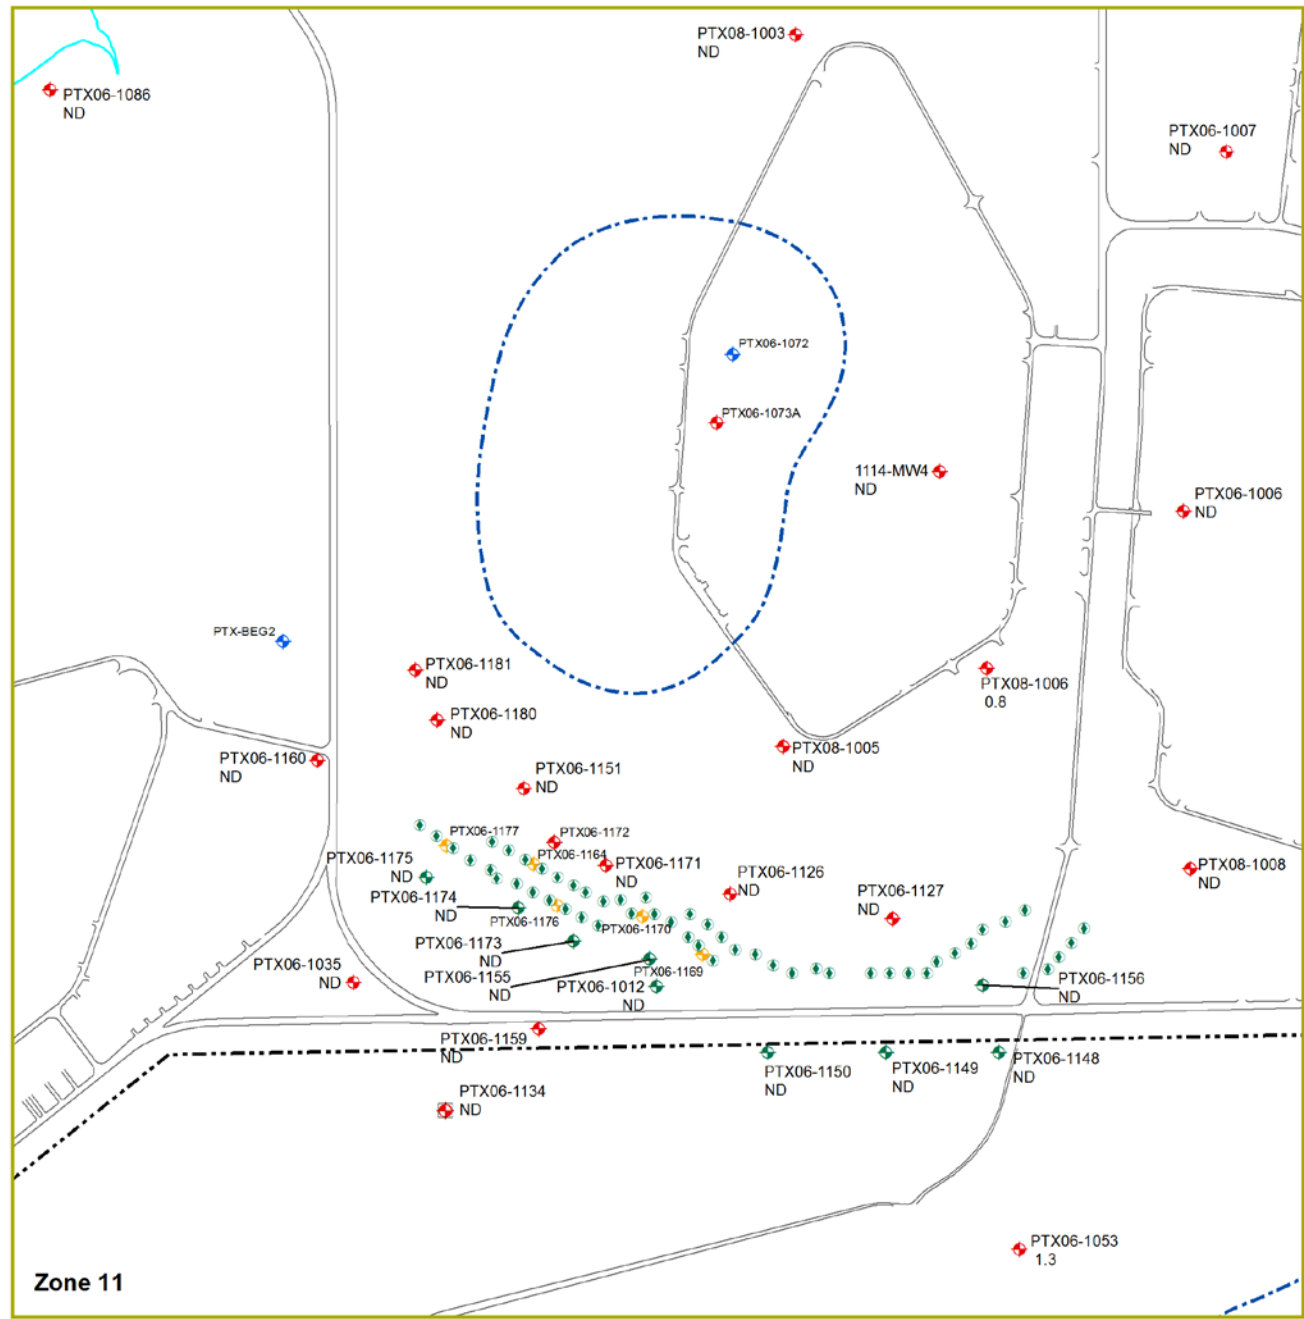 PTX08-1003
ND
PTX06-1086
ND
PTX06-1007
ND
PTX06-1072
PTX06-1073A
1114-MW4
ND
PTX06-1006
ND
PTX-BEG2
PTX06-1181
ND
PTX08-1006
0.8
PTX06-1180
ND
PTX08-1005
ND
PTX06-1160
ND
PTX06-1151
ND
PTX06-1177
PTX06-1172
PTX06-1164
PTX06-1175
ND
PTX06-1171
ND
PTX06-1126
ND
PTX06-1127
ND
PTX08-1008
ND
PTX06-1174
ND
PTX06-1176
PTX06-1170
PTX06-1173
ND
PTX06-1155
ND
PTX06-1169
PTX06-1012
ND
PTX06-1035
ND
PTX06-1156
ND
PTX06-1159
ND
PTX06-1150
ND
PTX06-1149
ND
PTX06-1148
ND
PTX06-1134
ND
PTX06-1053
1.3
Zone 11